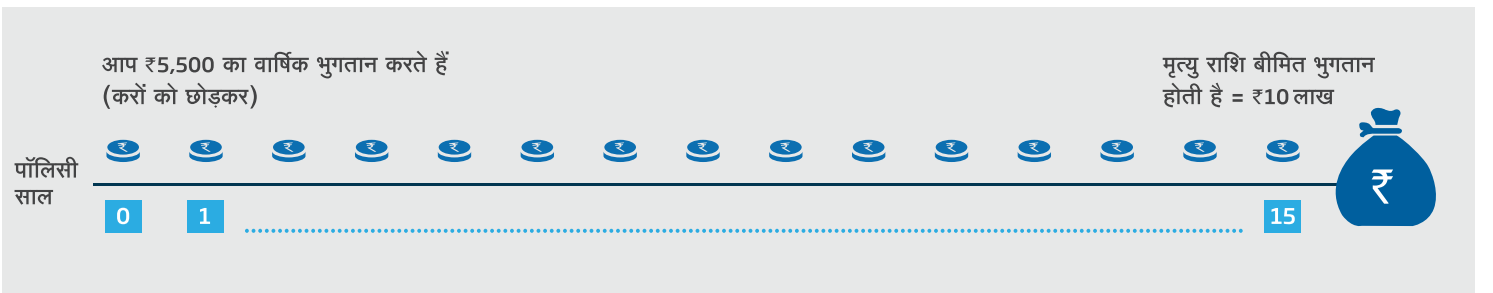 आप ₹5,500 का वार्षिक भुगतान करते हैं
(करों को छोड़कर)
मृत्यु राशि बीमित भुगतान
होती है = ₹10 लाख
₹ ₹ ₹ ₹ ₹ ₹ ₹ ₹ ₹ ₹ ₹ ₹ ₹ ₹ ₹
पॉलिसी
साल
₹
0 1 15